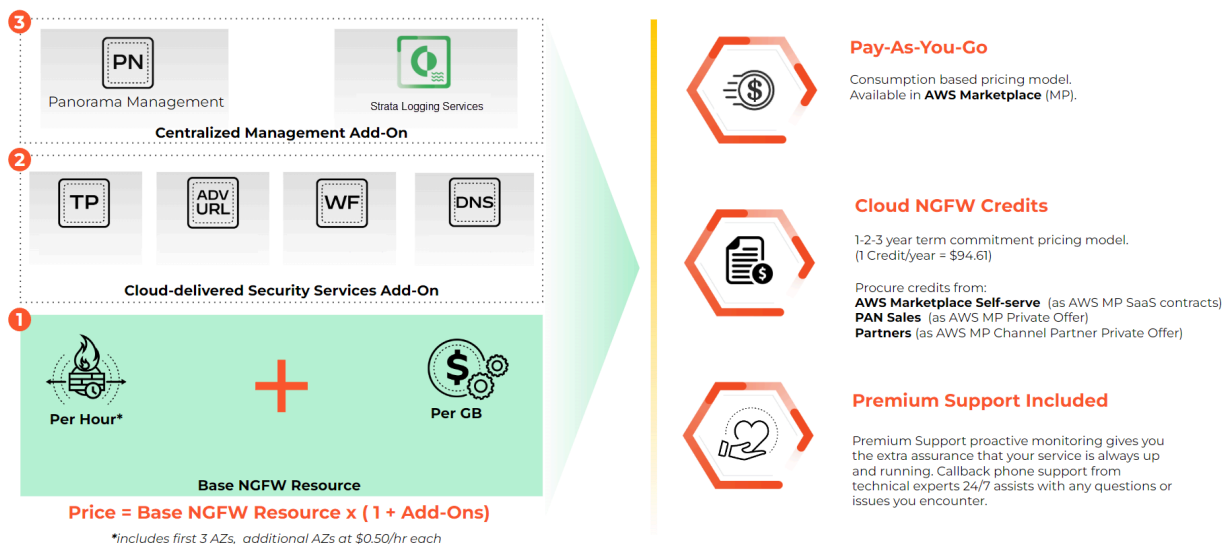 3
PN
Panorama Management
Strata Logging Services
Centralized Management Add-On
2
TP
ADV
URL
WF
DNS
Cloud-delivered Security Services Add-On
1
Per Hour*
+
$
Per GB
Base NGFW Resource
Price = Base NGFW Resource x ( 1 + Add-Ons)
*includes first 3 AZs, additional AZs at $0.50/hr each
$
Pay-As-You-Go
Consumption based pricing model.
Available in AWS Marketplace (MP).
$
Cloud NGFW Credits
1-2-3 year term commitment pricing model.
(1 Credit/year = $94.61)
Procure credits from:
AWS Marketplace Self-serve (as AWS MP SaaS contracts)
PAN Sales (as AWS MP Private Offer)
Partners (as AWS MP Channel Partner Private Offer)
Premium Support Included
Premium Support proactive monitoring gives you
the extra assurance that your service is always up
and running. Callback phone support from
technical experts 24/7 assists with any questions or
issues you encounter.